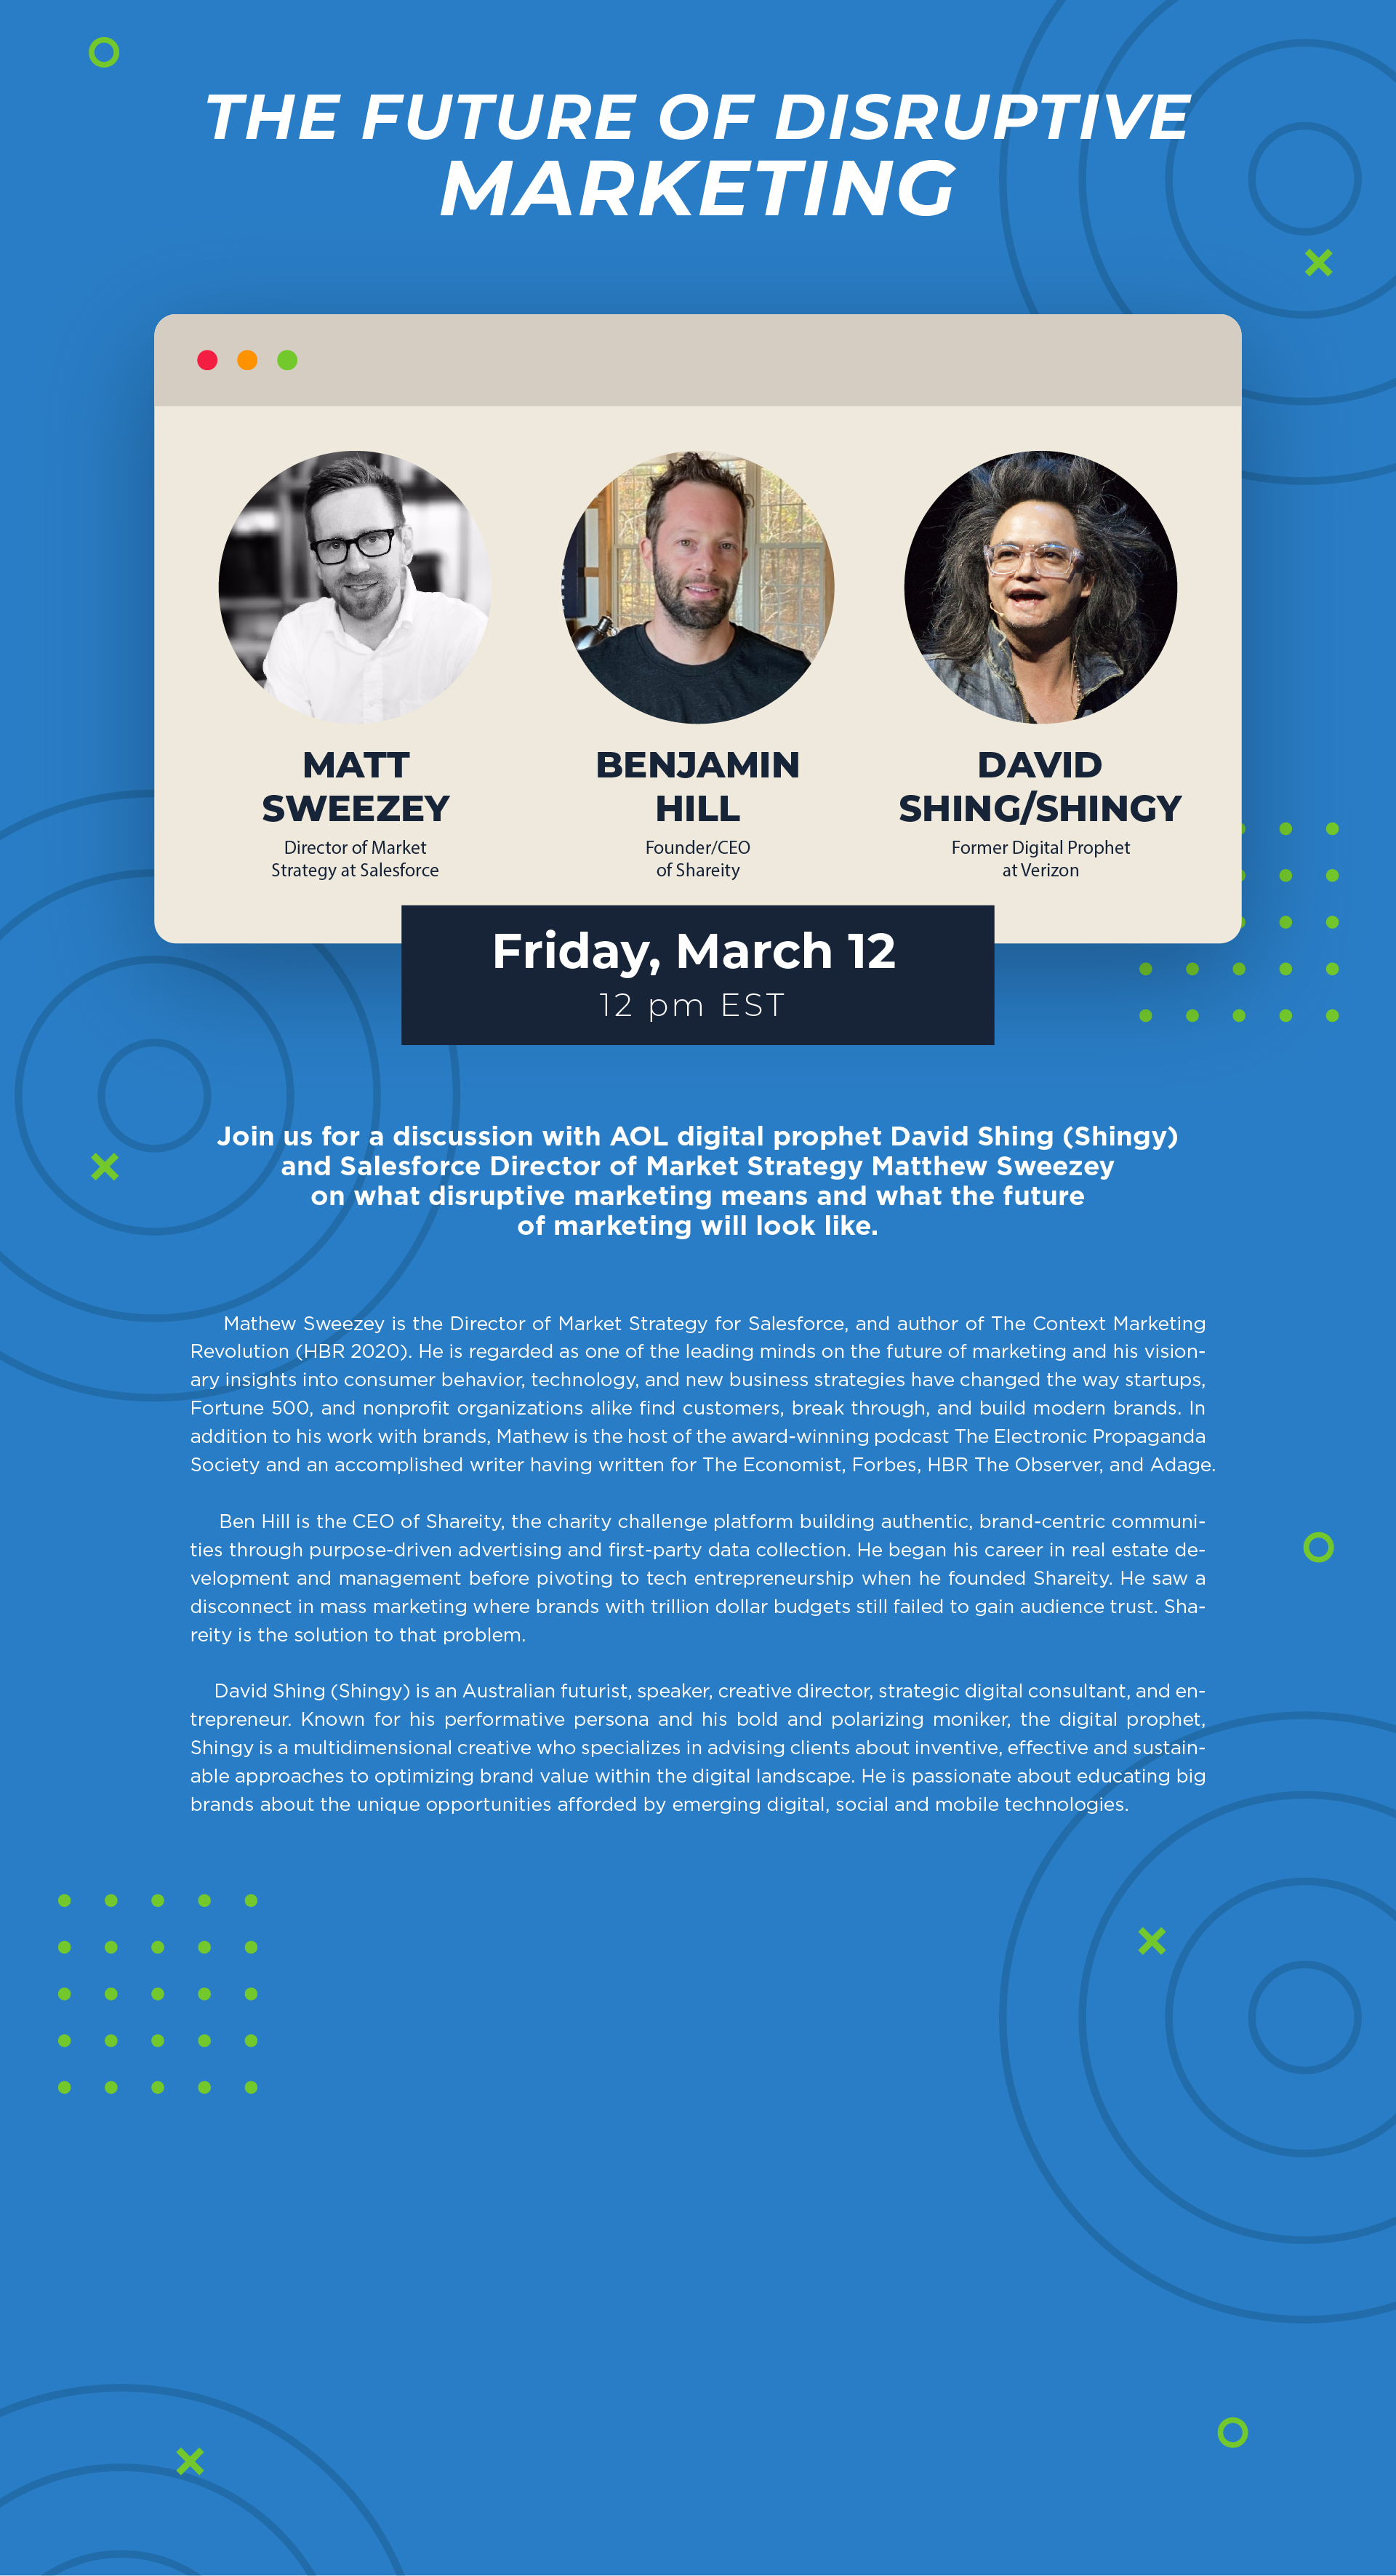 THE FUTURE OF DISRUPTIVE
MARKETING
MATT
SWEEZEY
Director of Market
Strategy at Salesforce
BENJAMIN
HILL
Founder/CEO
of Shareity
DAVID
SHING/SHINGY
Former Digital Prophet
at Verizon
Friday, March 12
12 pm EST
Join us for a discussion with AOL digital prophet David Shing (Shingy)
and Salesforce Director of Market Strategy Matthew Sweezey
on what disruptive marketing means and what the future
of marketing will look like.
Mathew Sweezey is the Director of Market Strategy for Salesforce, and author of The Context Marketing
Revolution (HBR 2020). He is regarded as one of the leading minds on the future of marketing and his vision-
ary insights into consumer behavior, technology, and new business strategies have changed the way startups,
Fortune 500, and nonprofit organizations alike find customers, break through, and build modern brands. In
addition to his work with brands, Mathew is the host of the award-winning podcast The Electronic Propaganda
Society and an accomplished writer having written for The Economist, Forbes, HBR The Observer, and Adage.
Ben Hill is the CEO of Shareity, the charity challenge platform building authentic, brand-centric communi-
ties through purpose-driven advertising and first-party data collection. He began his career in real estate de-
velopment and management before pivoting to tech entrepreneurship when he founded Shareity. He saw a
disconnect in mass marketing where brands with trillion dollar budgets still failed to gain audience trust. Sha-
reity is the solution to that problem.
David Shing (Shingy) is an Australian futurist, speaker, creative director, strategic digital consultant, and en-
trepreneur. Known for his performative persona and his bold and polarizing moniker, the digital prophet,
Shingy is a multidimensional creative who specializes in advising clients about inventive, effective and sustain-
able approaches to optimizing brand value within the digital landscape. He is passionate about educating big
brands about the unique opportunities afforded by emerging digital, social and mobile technologies.